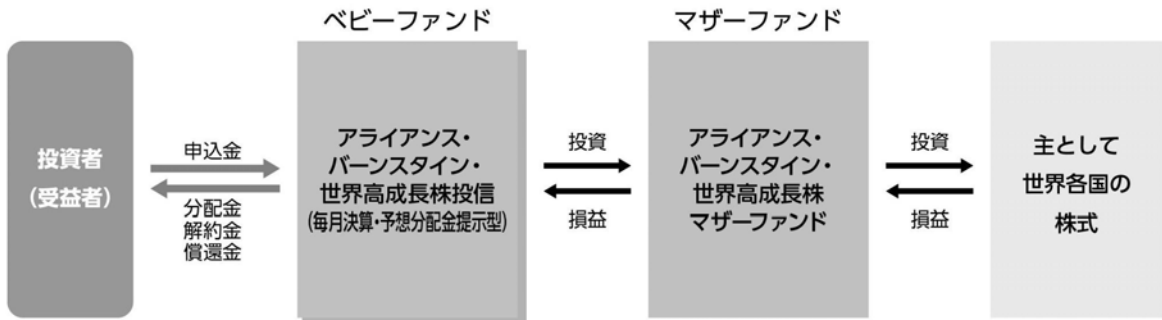 ベビーファンド
マザーファンド
投資者
(受益者)
申込金
分配金
解約金
償還金
アライアンス・
バーンスタイン・
世界高成長株投信
(毎月決算・予想分配金提示型)
投資
損益
アライアンス・
バーンスタイン・
世界高成長株
マザーファンド
投資
損益
主として
世界各国の
株式